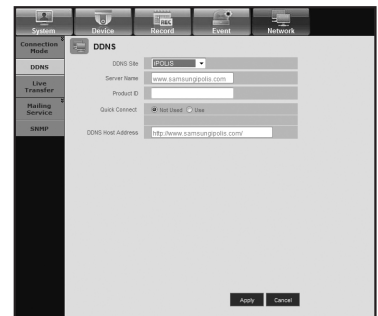 System Device Record Event Network
Connection
Mode
DDNS
Live
Transfer
Mailing
Service
SNMP
DDNS
DDNS Site IPOLIS
Server Name www.samsungipolis.com
Product ID
Quick Connect Not Used Use
DDNS Host Address http://www.samsungipolis.com/
Apply Cancel